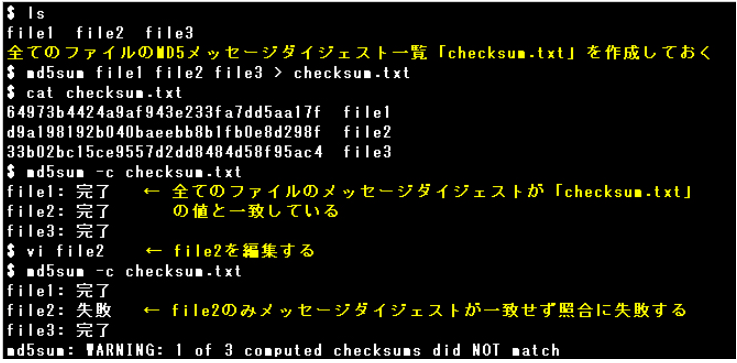 $ ls
file1  file2  file3
全てのファイルのMD5メッセージダイジェスト一覧「checksum.txt」を作成しておく
$ md5sum file1 file2 file3 > checksum.txt
$ cat checksum.txt
64973b4424a9af943e233fa7dd5aa17f  file1
d9a198192b040baeebb8b1fb0e8d298f  file2
33b02bc15ce9557d2dd8484d58f95ac4  file3
$ md5sum -c checksum.txt
file1: 完了   ← 全てのファイルのメッセージダイジェストが「checksum.txt」
file2: 完了      の値と一致している
file3: 完了
$ vi file2   ← file2を編集する
$ md5sum -c checksum.txt
file1: 完了
file2: 失敗   ← file2のみメッセージダイジェストが一致せず照合に失敗する
file3: 完了
md5sum: WARNING: 1 of 3 computed checksums did NOT match